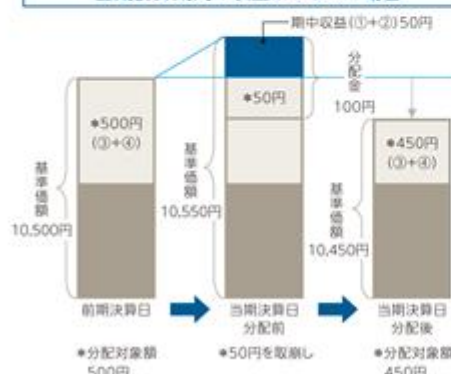 期中収益(①+②)50円
*50円
分配金
100円
*500円
(③+④)
*450円
(③+④)
基準価額
10,500円
基準価額
10,550円
基準価額
10,450円
前期決算日
当期決算日
分配前
当期決算日
分配後
*分配対象額
500円
*50円を取崩し
*分配対象額
450円